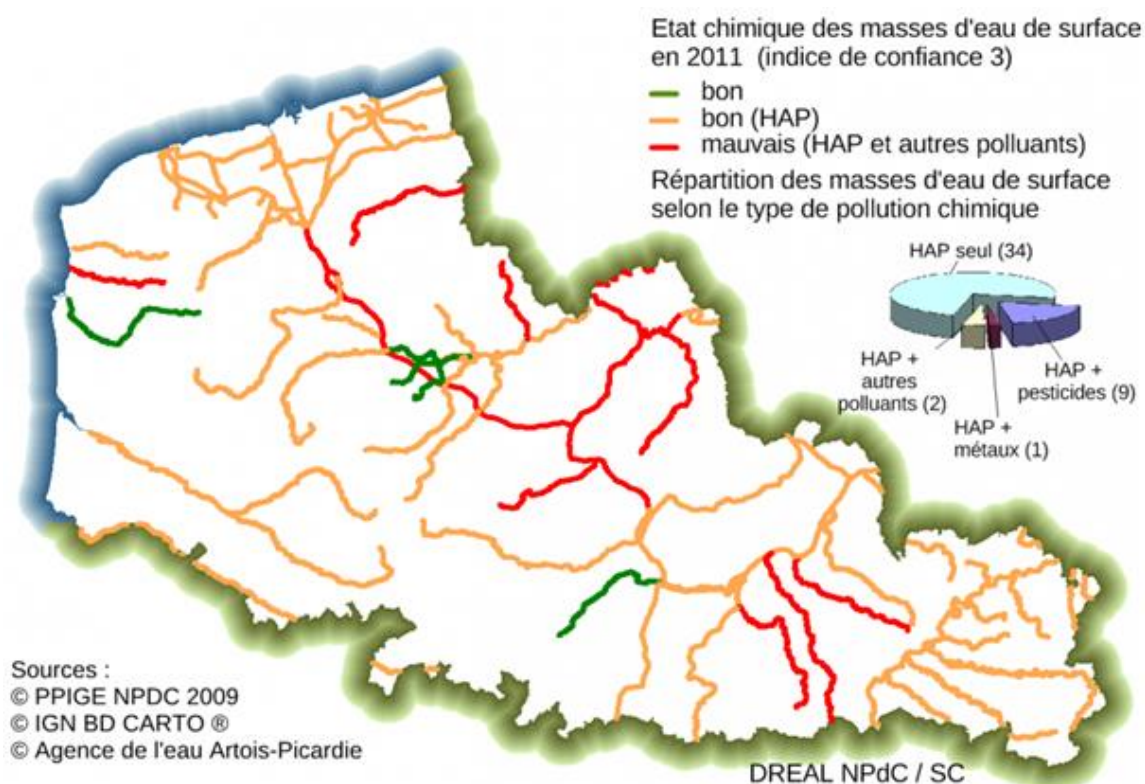 Etat chimique des masses d'eau de surface
en 2011  (indice de confiance 3)
bon
bon (HAP)
mauvais (HAP et autres polluants)
Répartition des masses d'eau de surface
selon le type de pollution chimique
HAP seul (34)
HAP +
autres
polluants (2)
HAP +
métaux (1)
HAP +
pesticides (9)
Sources :
© PPIGE NPDC 2009
© IGN BD CARTO ®
© Agence de l'eau Artois-Picardie
DREAL NPdC / SC